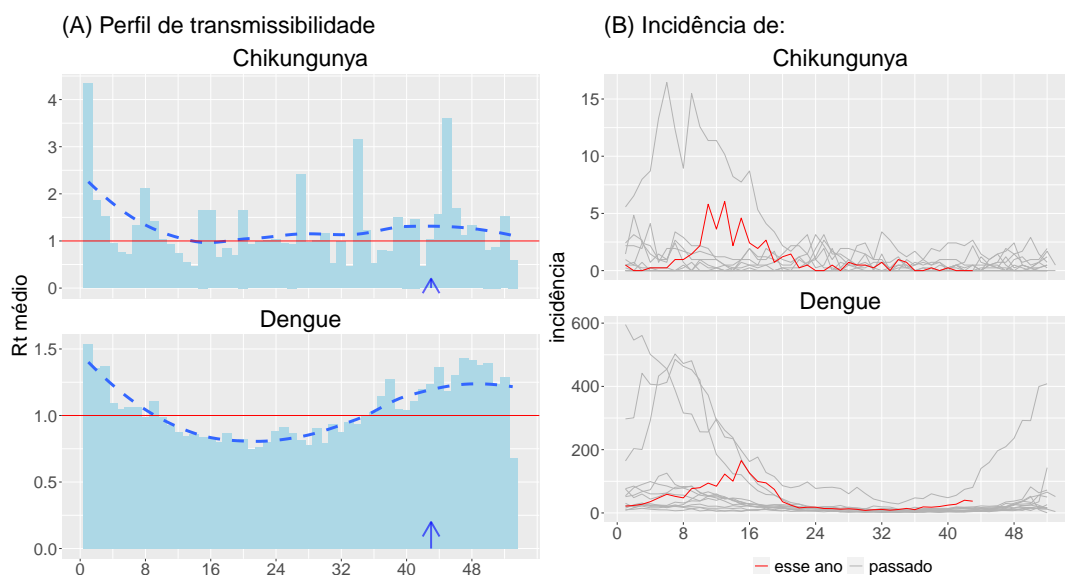 (A) Perfil de transmissibilidade
Chikungunya
4
3
2
1
0
Dengue
1.5
1.0
0.5
0.0
0 8 16 24 32 40 48
Rt médio
(B) Incidência de:
Chikungunya
15
10
5
0
Dengue
600
400
200
0
0 8 16 24 32 40 48
incidência
esse ano passado